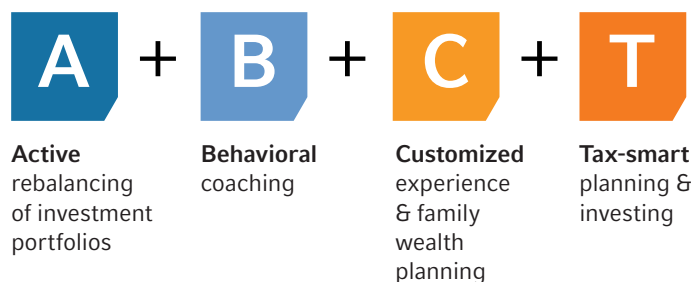 A + B + C + T
Active
rebalancing
of investment
portfolios
Behavioral
coaching
Customized
experience
& family
wealth
planning
Tax-smart
planning &
investing